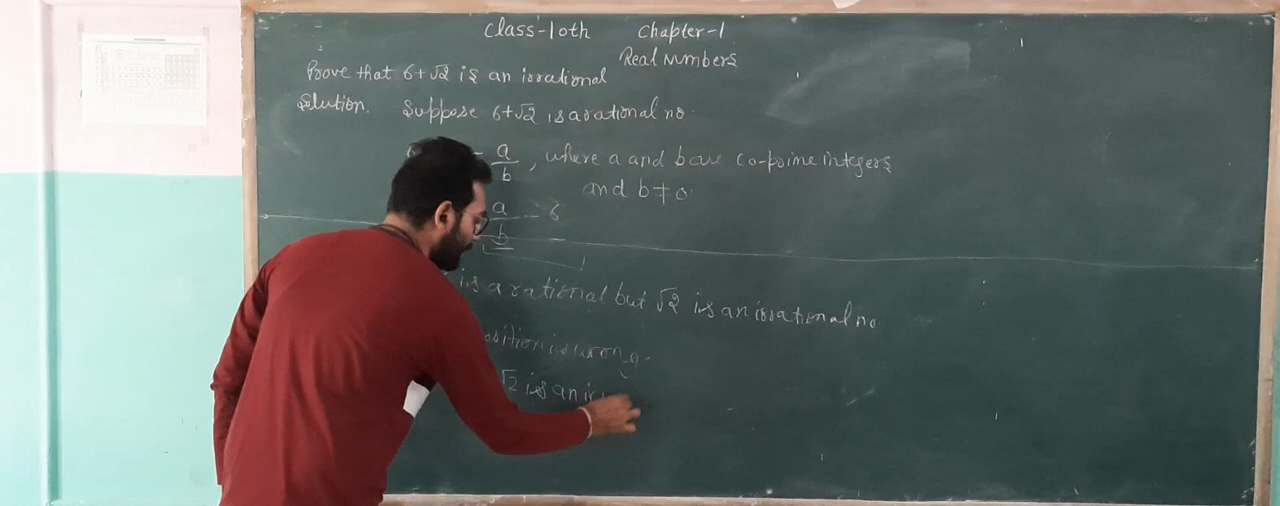 Class-10th Chapter-1
Real Numbers
Prove that 6+√2 is an irrational
Solution. Suppose 6+√2 is a rational no.
= a/b, where a and b are co-prime integers
and b≠0
a/b - 6
is a rational but √2 is an irrational no.
is wrong.
√2 is an